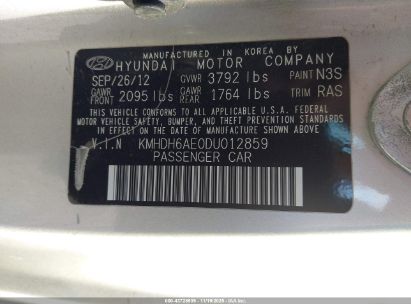 MANUFACTURED IN KOREA BY
HYUNDAI MOTOR COMPANY
SEP/26/12 GVWR 3792 lbs PAINT N3S
GAWR FRONT 2095 lbs GAWR REAR 1764 lbs TRIM RAS
THIS VEHICLE CONFORMS TO ALL APPLICABLE U.S. FEDERAL
MOTOR VEHICLE SAFETY, BUMPER, AND THEFT PREVENTION STANDARDS
IN EFFECT ON THE DATE OF MANUFACTURE SHOWN ABOVE.
V.I.N KMHDH6AE0DU012859
PASSENGER CAR